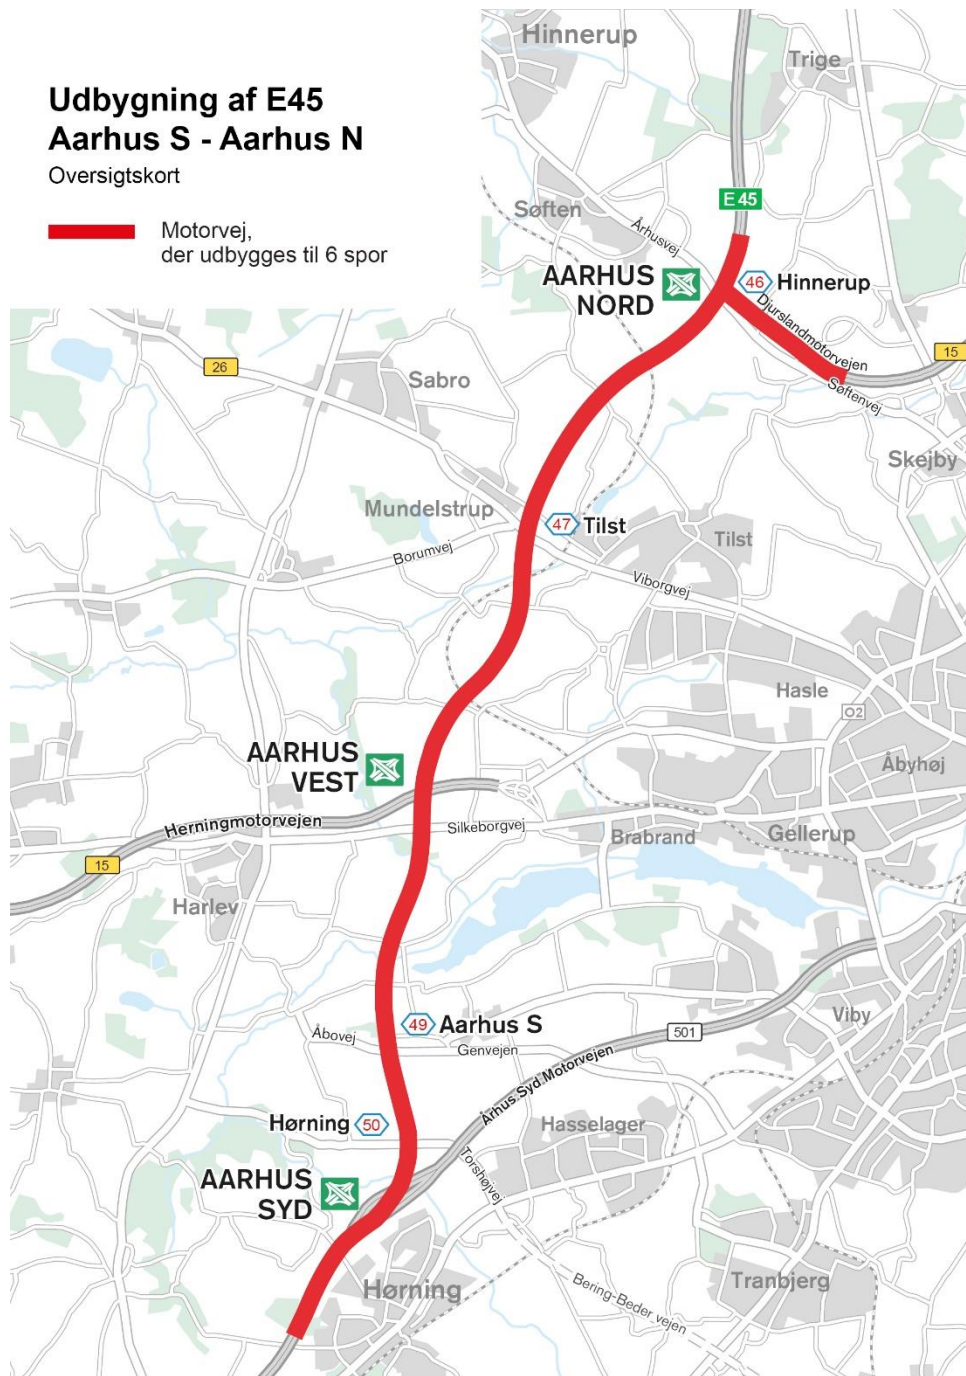 Udbygning af E45
Aarhus S - Aarhus N
Oversigtskort
Motorvej,
der udbygges til 6 spor
Hinnerup
Trige
E 45
Søften
Århusvej
AARHUS
NORD
46 Hinnerup
Djurslandmotorvejen
15
Søftenvej
26
Sabro
Skejby
Mundelstrup
47 Tilst
Tilst
Borumvej
Viborgvej
Hasle
O2
AARHUS
VEST
Åbyhøj
Herningmotorvejen
Silkeborgvej
Brabrand
Gellerup
15
Harlev
49 Aarhus S
Åbovej
Genvejen
501
Viby
Århus Syd Motorvejen
Hørning 50
Hasselager
Torshøjvej
AARHUS
SYD
Hørning
Tranbjerg
Bering-Beder vejen